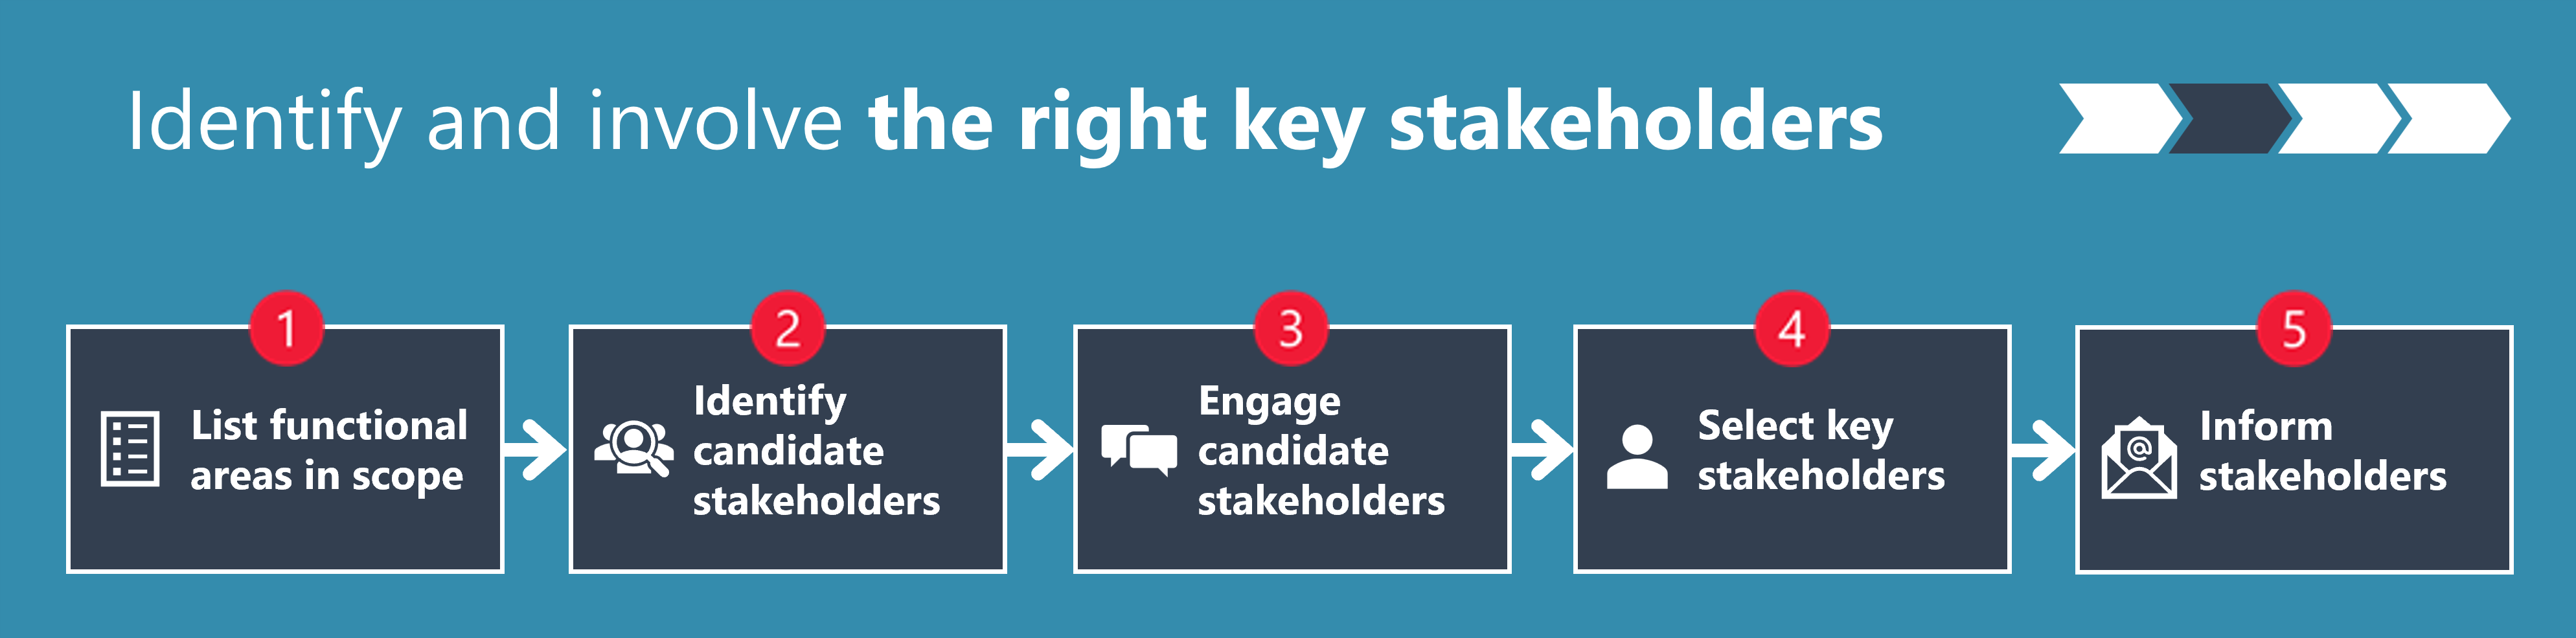 Identify and involve the right key stakeholders
1
List functional
areas in scope
2
Identify
candidate
stakeholders
3
Engage
candidate
stakeholders
4
Select key
stakeholders
5
@
Inform
stakeholders